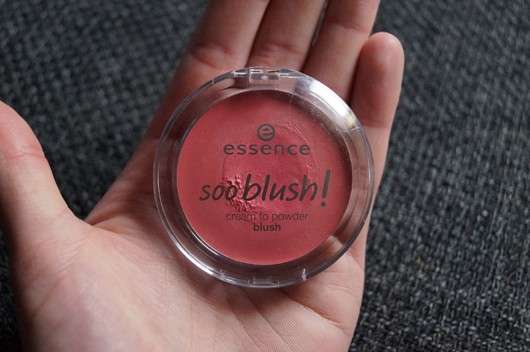 essence
soo blush!
cream to powder
blush